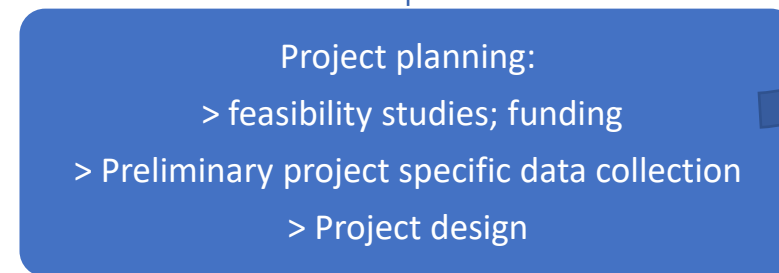 Project planning:
> feasibility studies; funding
> Preliminary project specific data collection
> Project design